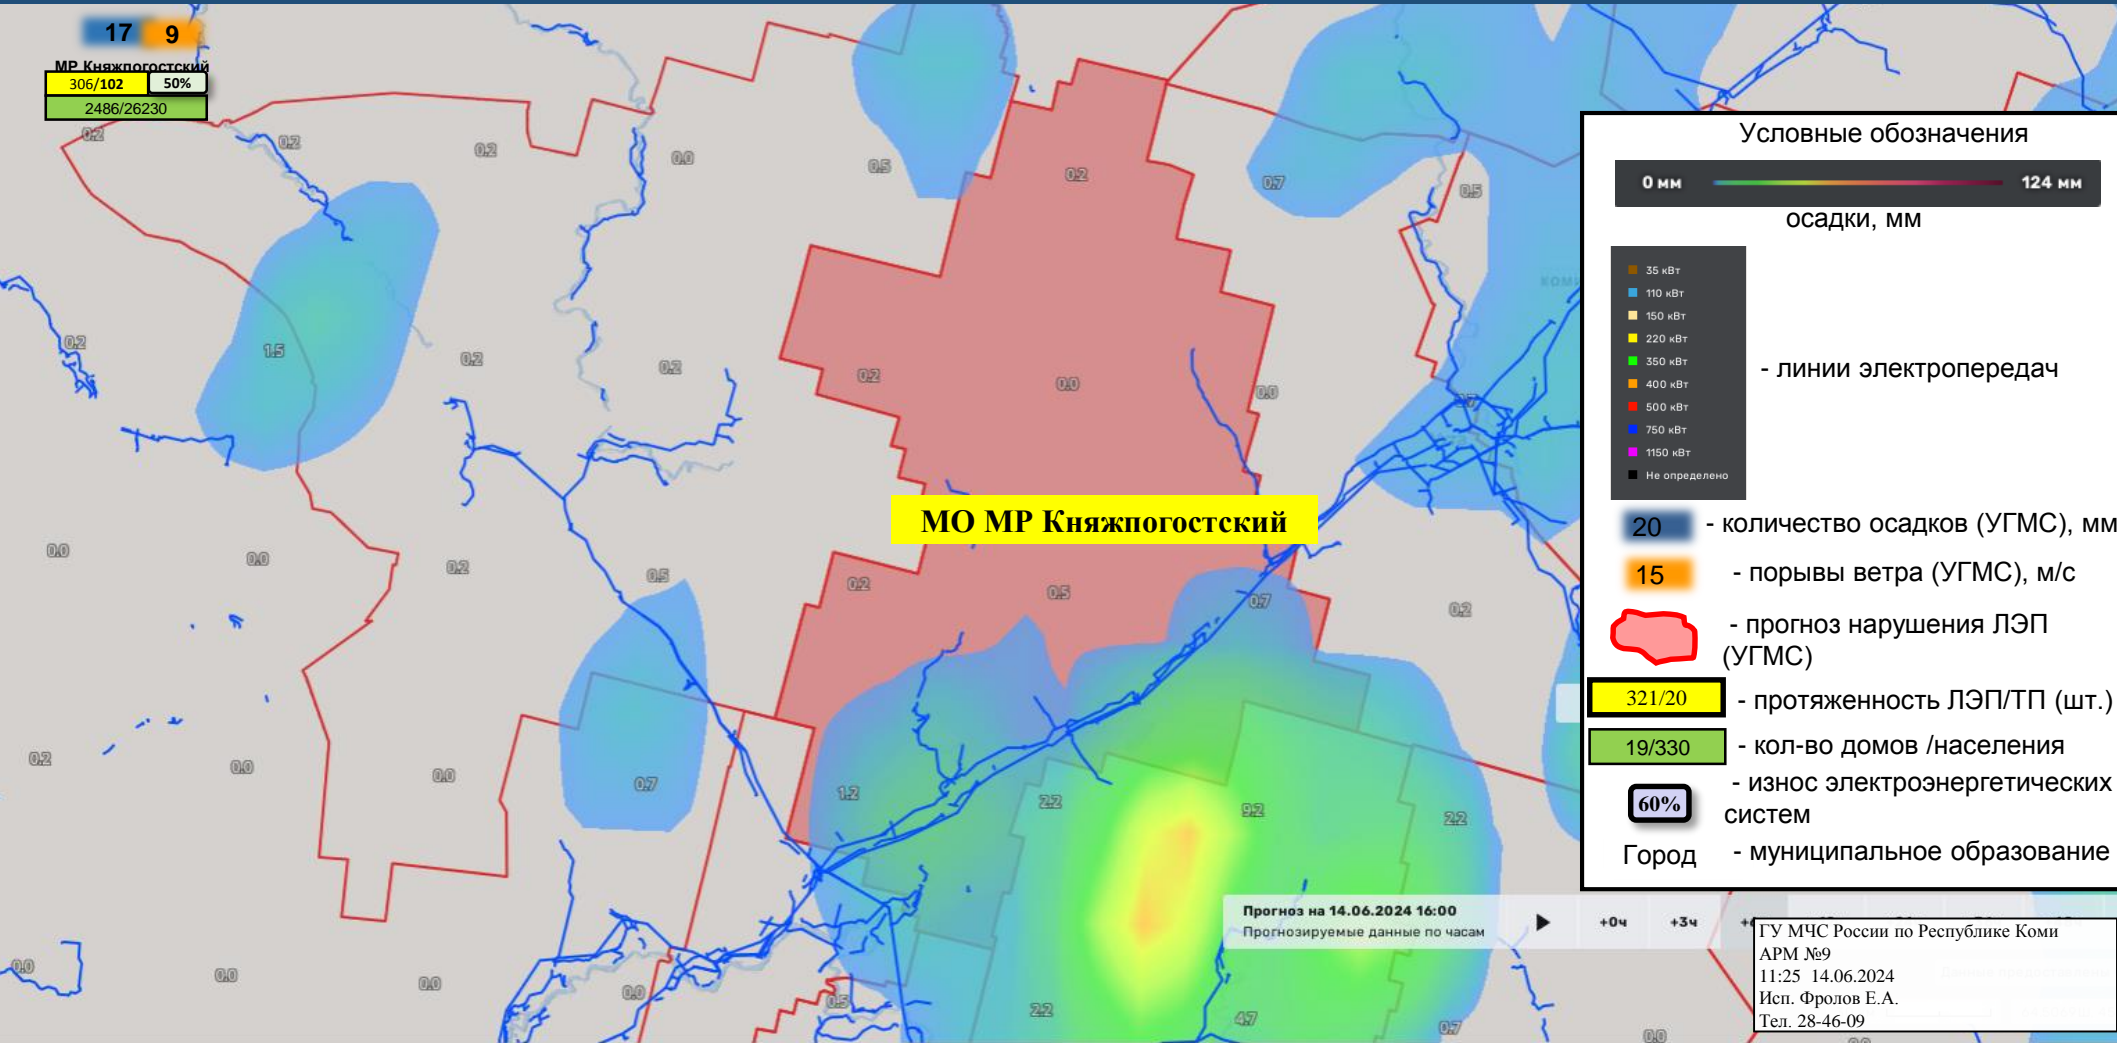 17 9
МР Княжпогостский
306/102 50%
2486/26230
0.2 0.2 0.2 0.0 0.5 0.2 0.7 0.5
0.2 1.5 0.2 0.2 0.2 0.0 0.0
МО МР Княжпогостский
0.0 0.0 0.2 0.5 0.2 0.5 0.7 0.2
0.2 0.0 0.0 0.7 1.2 2.2 9.2 2.2
0.0 0.0 0.0 0.0 0.5 2.2 4.7 0.7 0.0
Условные обозначения
0 мм 124 мм
осадки, мм
35 кВт
110 кВт
150 кВт
220 кВт
350 кВт
400 кВт
500 кВт
750 кВт
1150 кВт
Не определено
- линии электропередач
20 - количество осадков (УГМС), мм
15 - порывы ветра (УГМС), м/с
- прогноз нарушения ЛЭП
(УГМС)
321/20 - протяженность ЛЭП/ТП (шт.)
19/330 - кол-во домов /населения
60% - износ электроэнергетических
систем
Город - муниципальное образование
Прогноз на 14.06.2024 16:00
Прогнозируемые данные по часам
+0ч +3ч
ГУ МЧС России по Республике Коми
АРМ №9
11:25 14.06.2024
Исп. Фролов Е.А.
Тел. 28-46-09